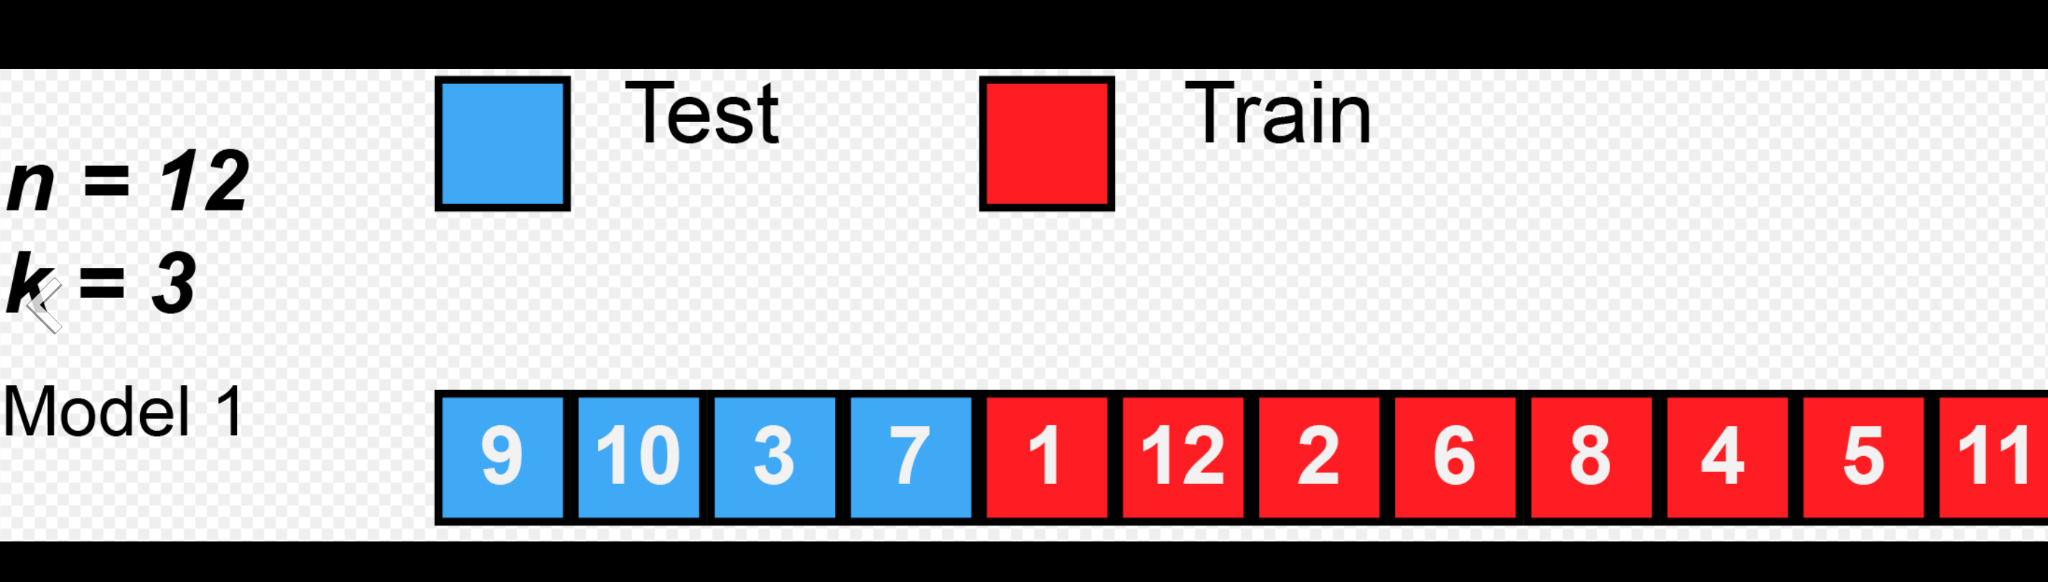 Test Train
n = 12
k = 3
Model 1
9 10 3 7 1 12 2 6 8 4 5 11